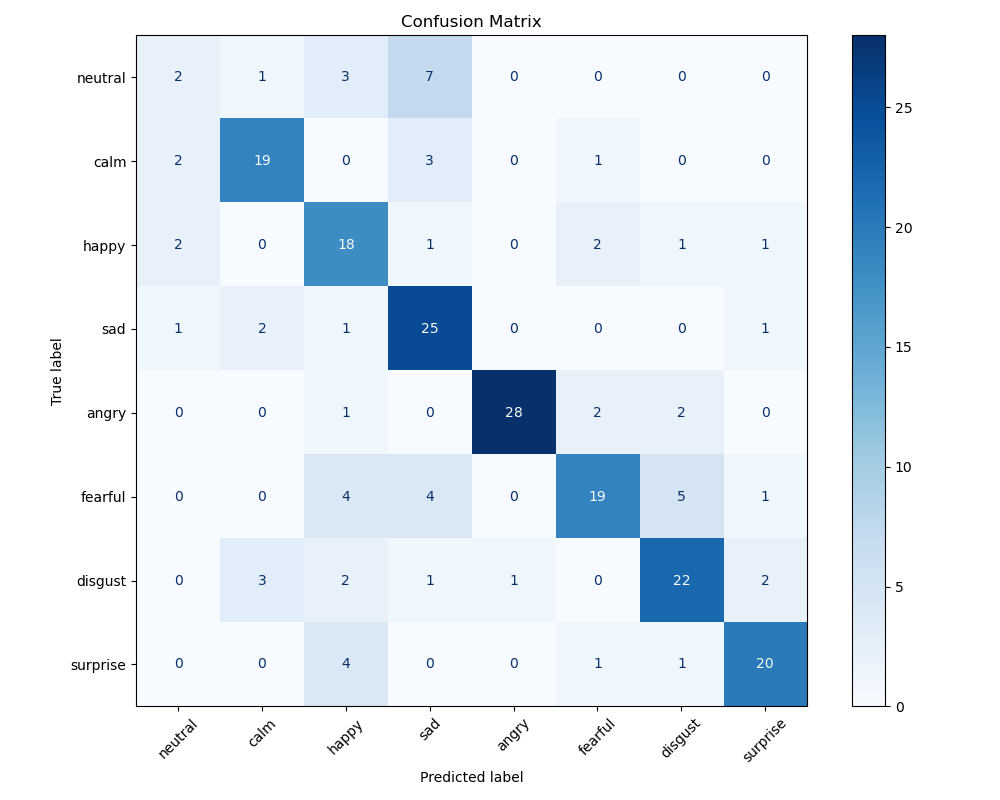 Confusion Matrix
True label
neutral 2 1 3 7 0 0 0 0
calm 2 19 0 3 0 1 0 0
happy 2 0 18 1 0 2 1 1
sad 1 2 1 25 0 0 0 1
angry 0 0 1 0 28 2 2 0
fearful 0 0 4 4 0 19 5 1
disgust 0 3 2 1 1 0 22 2
surprise 0 0 4 0 0 1 1 20
neutral calm happy sad angry fearful disgust surprise
Predicted label
25
20
15
10
5
0